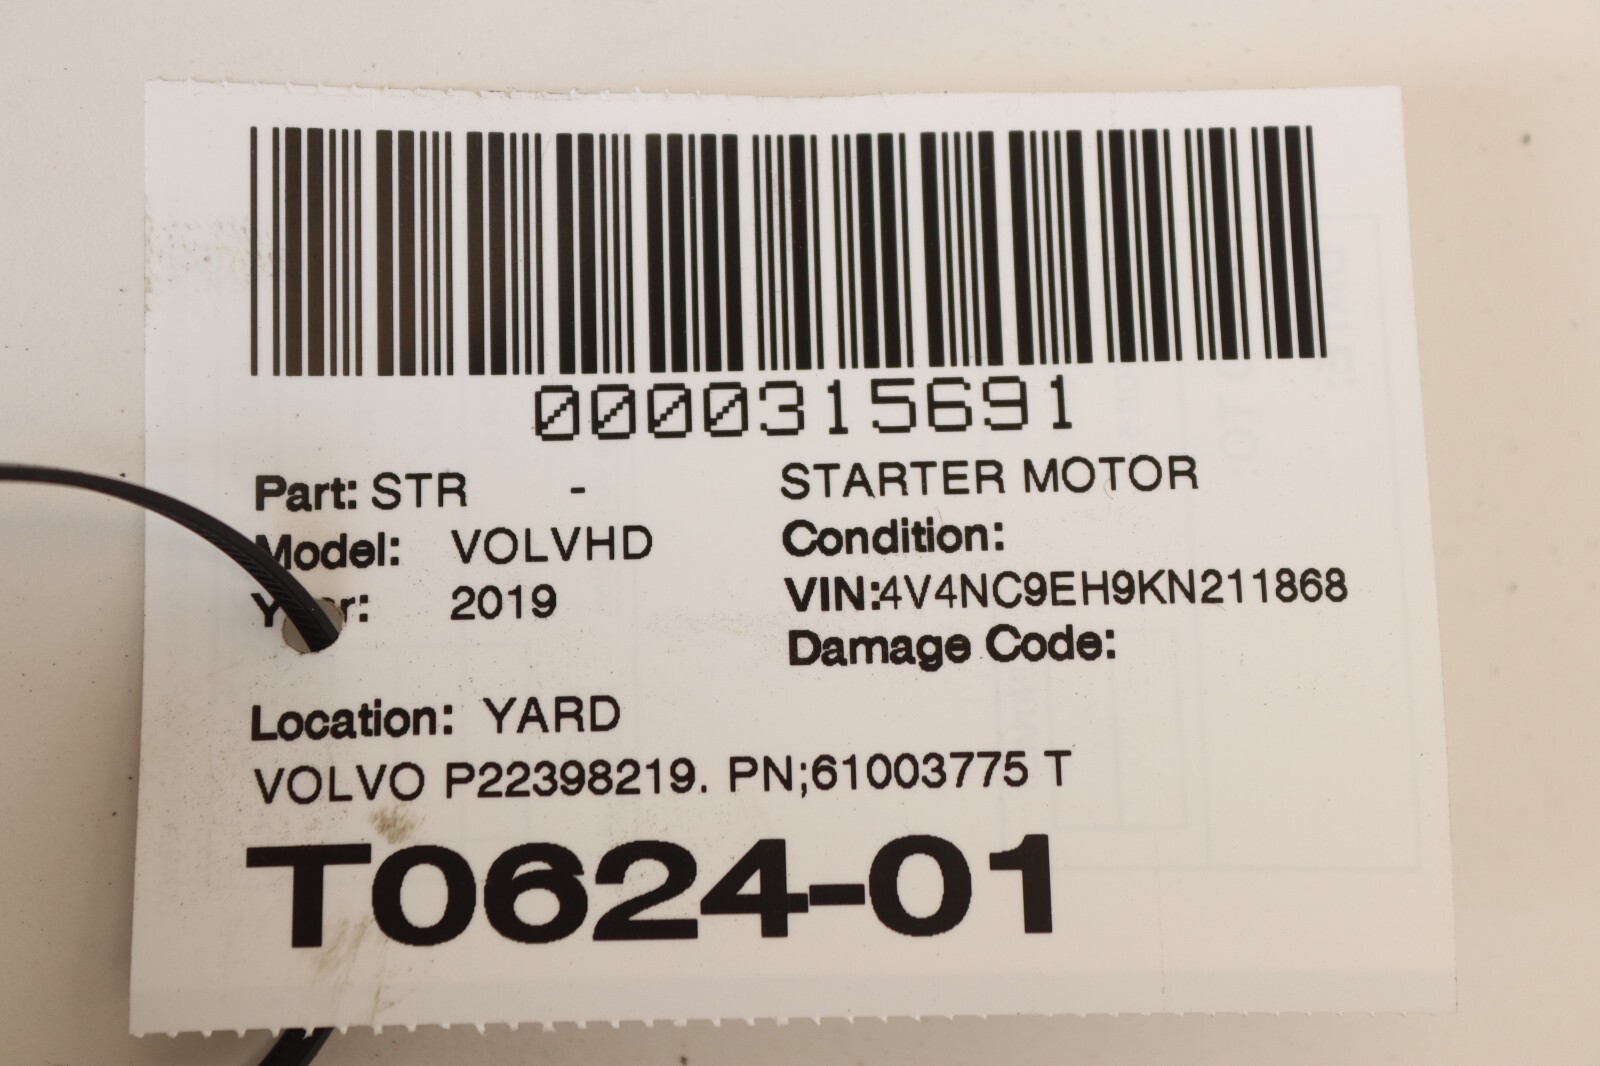 0000315691
Part: STR - STARTER MOTOR
Model: VOLVHD Condition:
2019 VIN:4V4NC9EH9KN211868
Damage Code:
Location: YARD
VOLVO P22398219. PN;61003775 T
T0624-01